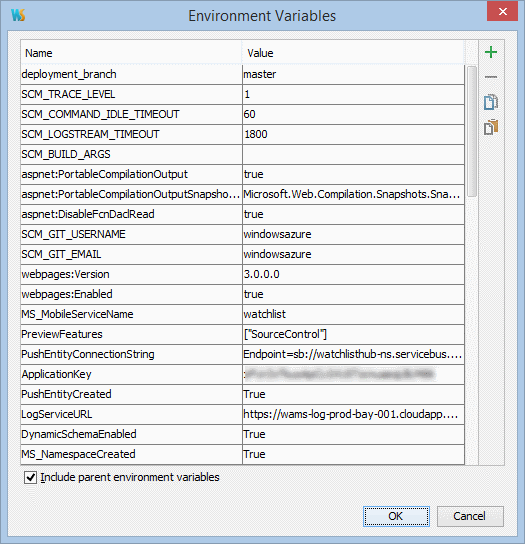 WS Environment Variables
Name Value
deployment_branch master
SCM_TRACE_LEVEL 1
SCM_COMMAND_IDLE_TIMEOUT 60
SCM_LOGSTREAM_TIMEOUT 1800
SCM_BUILD_ARGS
aspnet:PortableCompilationOutput true
aspnet:PortableCompilationOutputSnapsho... Microsoft.Web.Compilation.Snapshots.Sna...
aspnet:DisableFcnDaclRead true
SCM_GIT_USERNAME windowsazure
SCM_GIT_EMAIL windowsazure
webpages:Version 3.0.0.0
webpages:Enabled true
MS_MobileServiceName watchlist
PreviewFeatures ["SourceControl"]
PushEntityConnectionString Endpoint=sb://watchlisthub-ns.servicebus....
ApplicationKey
PushEntityCreated True
LogServiceURL https://wams-log-prod-bay-001.cloudapp....
DynamicSchemaEnabled True
MS_NamespaceCreated True
Include parent environment variables
OK Cancel